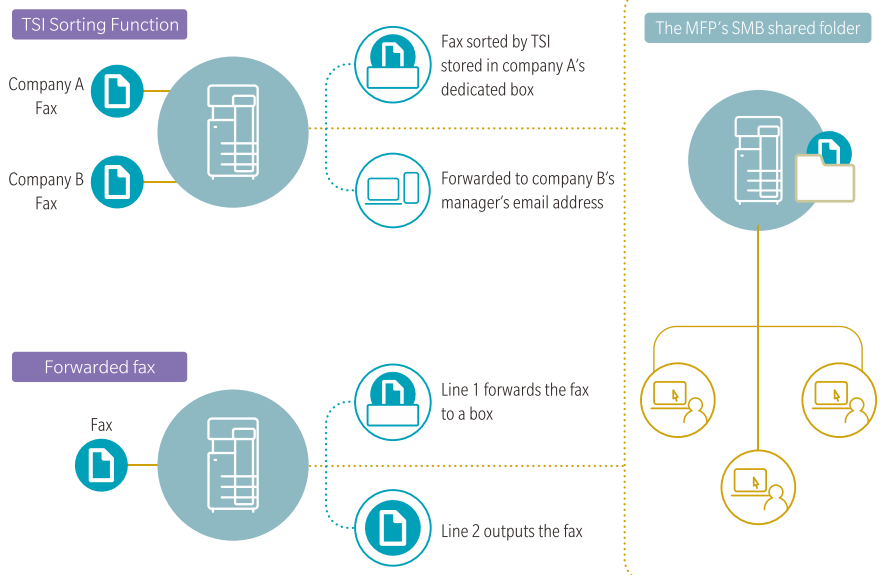 TSI Sorting Function
Company A
Fax
Company B
Fax
Fax sorted by TSI
stored in company A's
dedicated box
Forwarded to company B's
manager's email address
Forwarded fax
Fax
Line 1 forwards the fax
to a box
Line 2 outputs the fax
The MFP's SMB shared folder